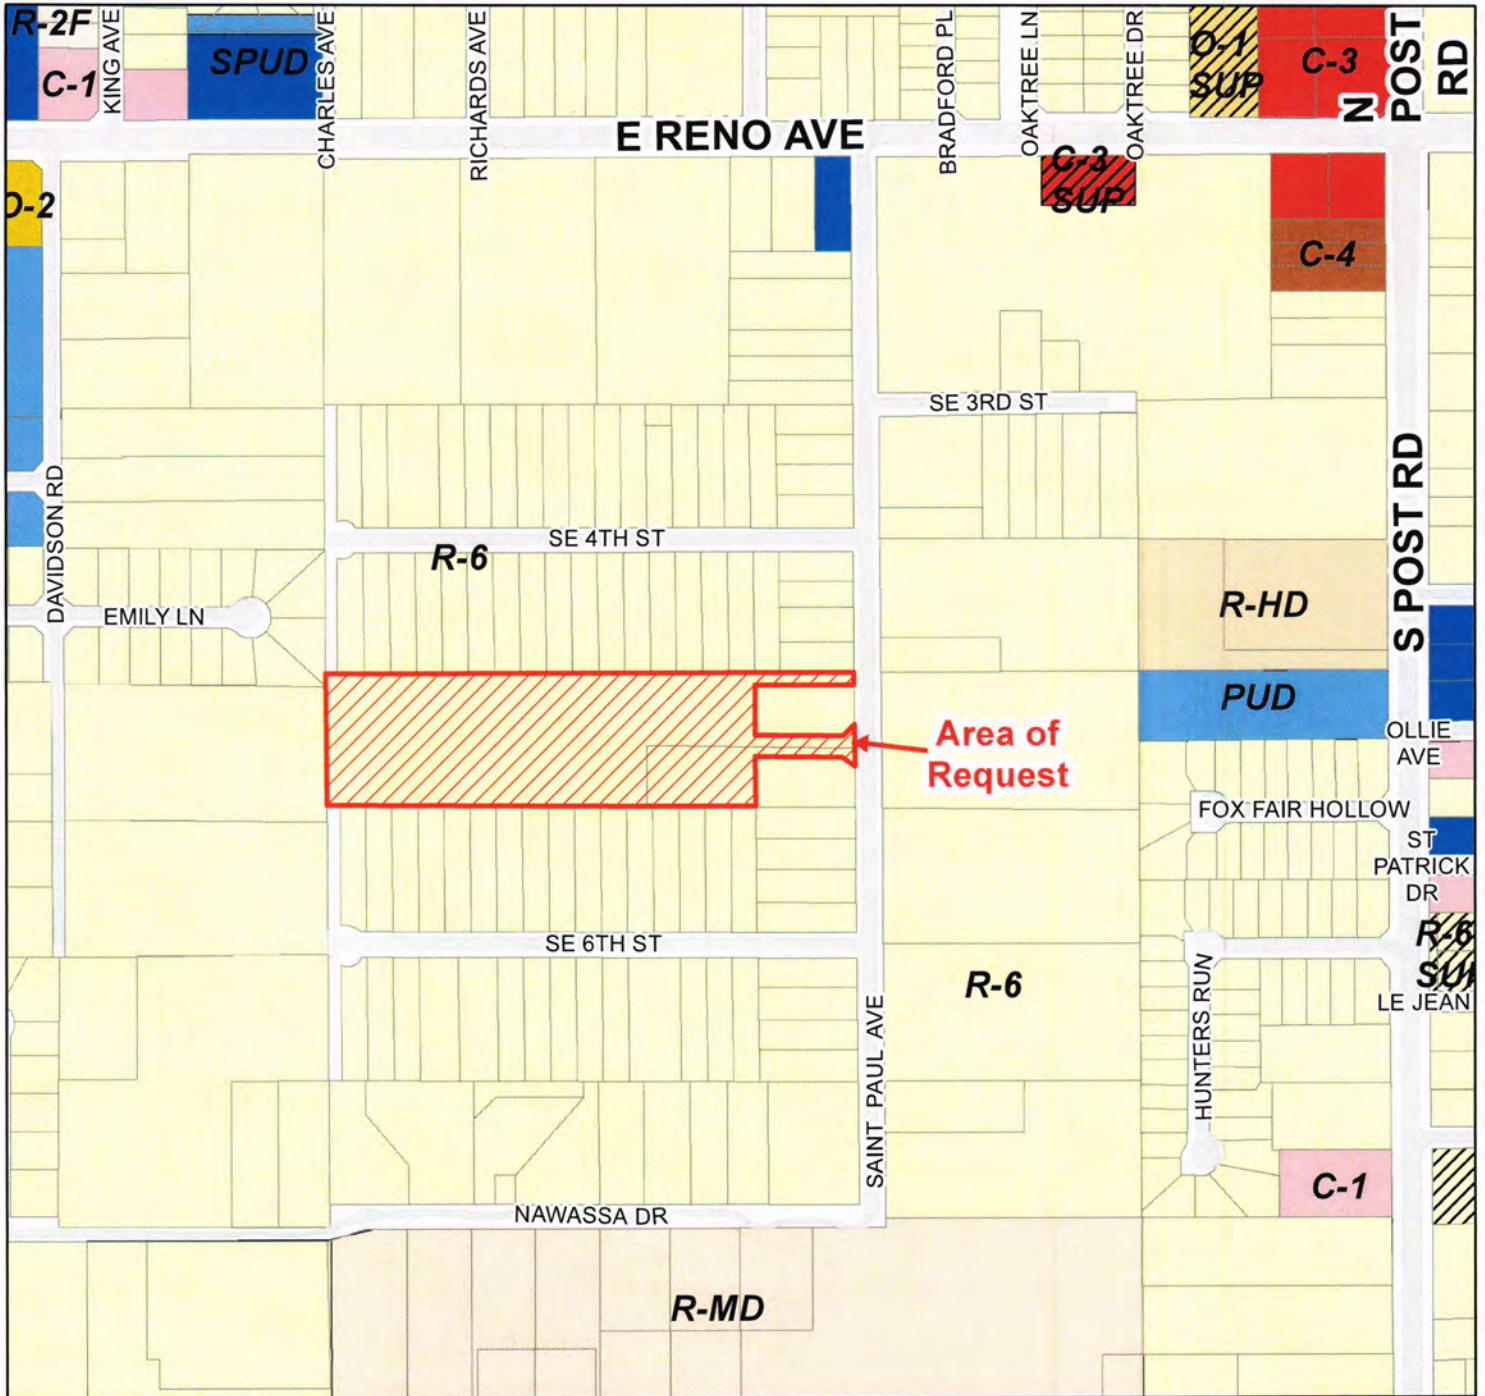 R-2F
C-1
KING AVE
SPUD
CHARLES AVE
RICHARDS AVE
BRADFORD PL
OAKTREE LN
OAKTREE DR
O-1
SUP
C-3
N POST RD
E RENO AVE
O-2
C-3
SUP
C-4
SE 3RD ST
DAVIDSON RD
SE 4TH ST
R-6
S POST RD
EMILY LN
R-HD
PUD
OLLIE
AVE
Area of
Request
FOX FAIR HOLLOW
ST
PATRICK
DR
R-6
SU
SE 6TH ST
R-6
LE JEAN
SAINT PAUL AVE
HUNTERS RUN
C-1
NAWASSA DR
R-MD